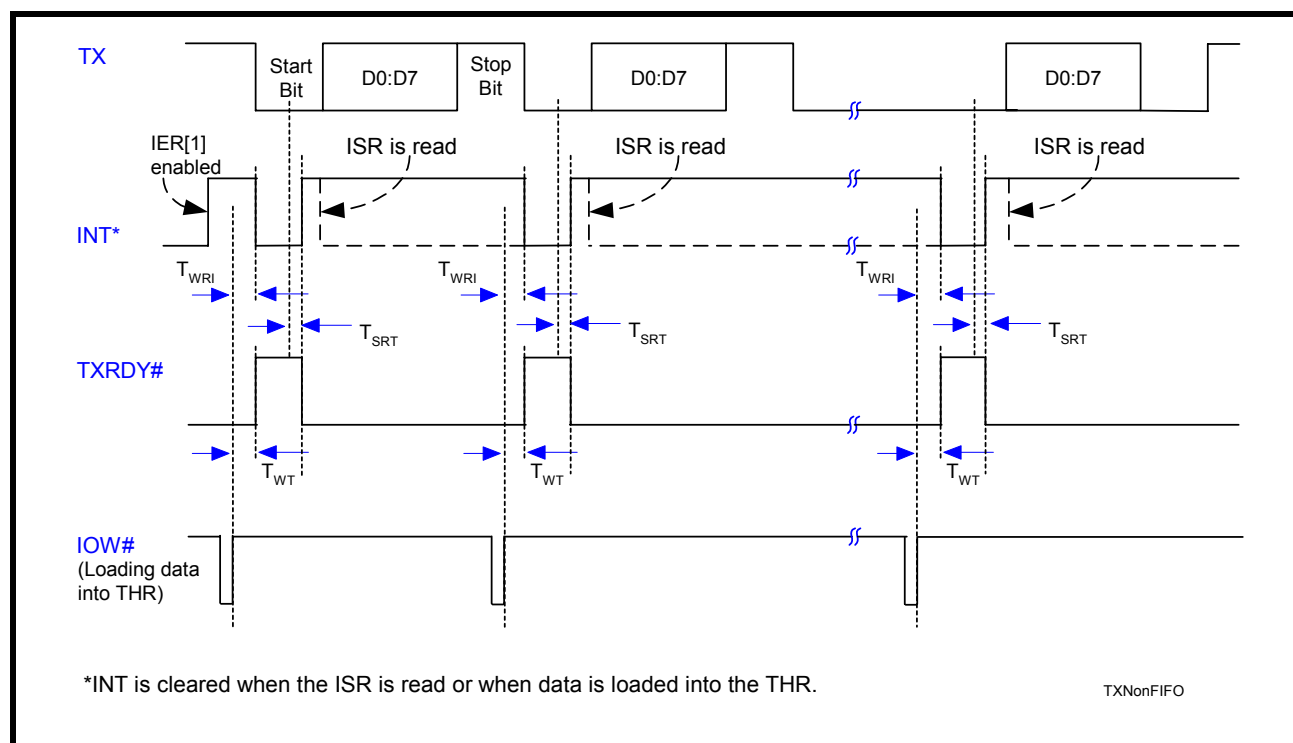 TX
Start
Bit
D0:D7
Stop
Bit
D0:D7
D0:D7
IER[1]
enabled
ISR is read
ISR is read
ISR is read
INT*
TWRI
TWRI
TWRI
TSRT
TSRT
TSRT
TXRDY#
TWT
TWT
TWT
IOW#
(Loading data
into THR)
*INT is cleared when the ISR is read or when data is loaded into the THR.
TXNonFIFO